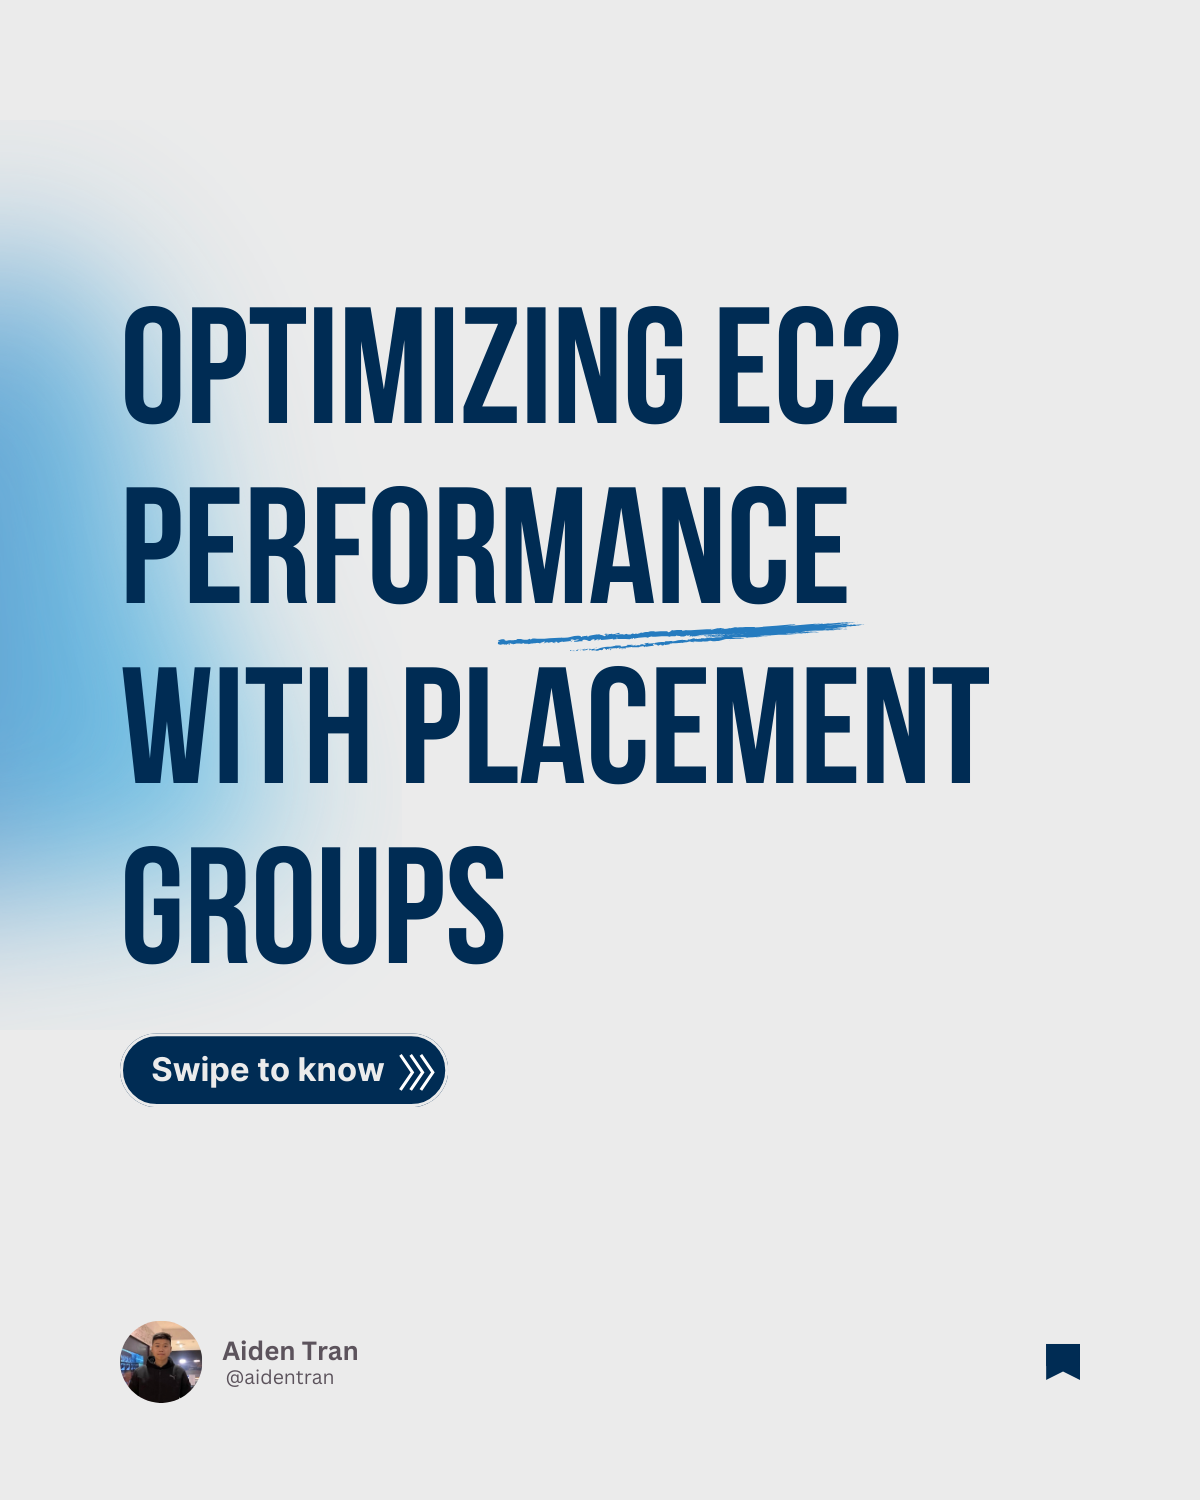 OPTIMIZING EC2
PERFORMANCE
WITH PLACEMENT
GROUPS
Swipe to know
Aiden Tran
@aidentran